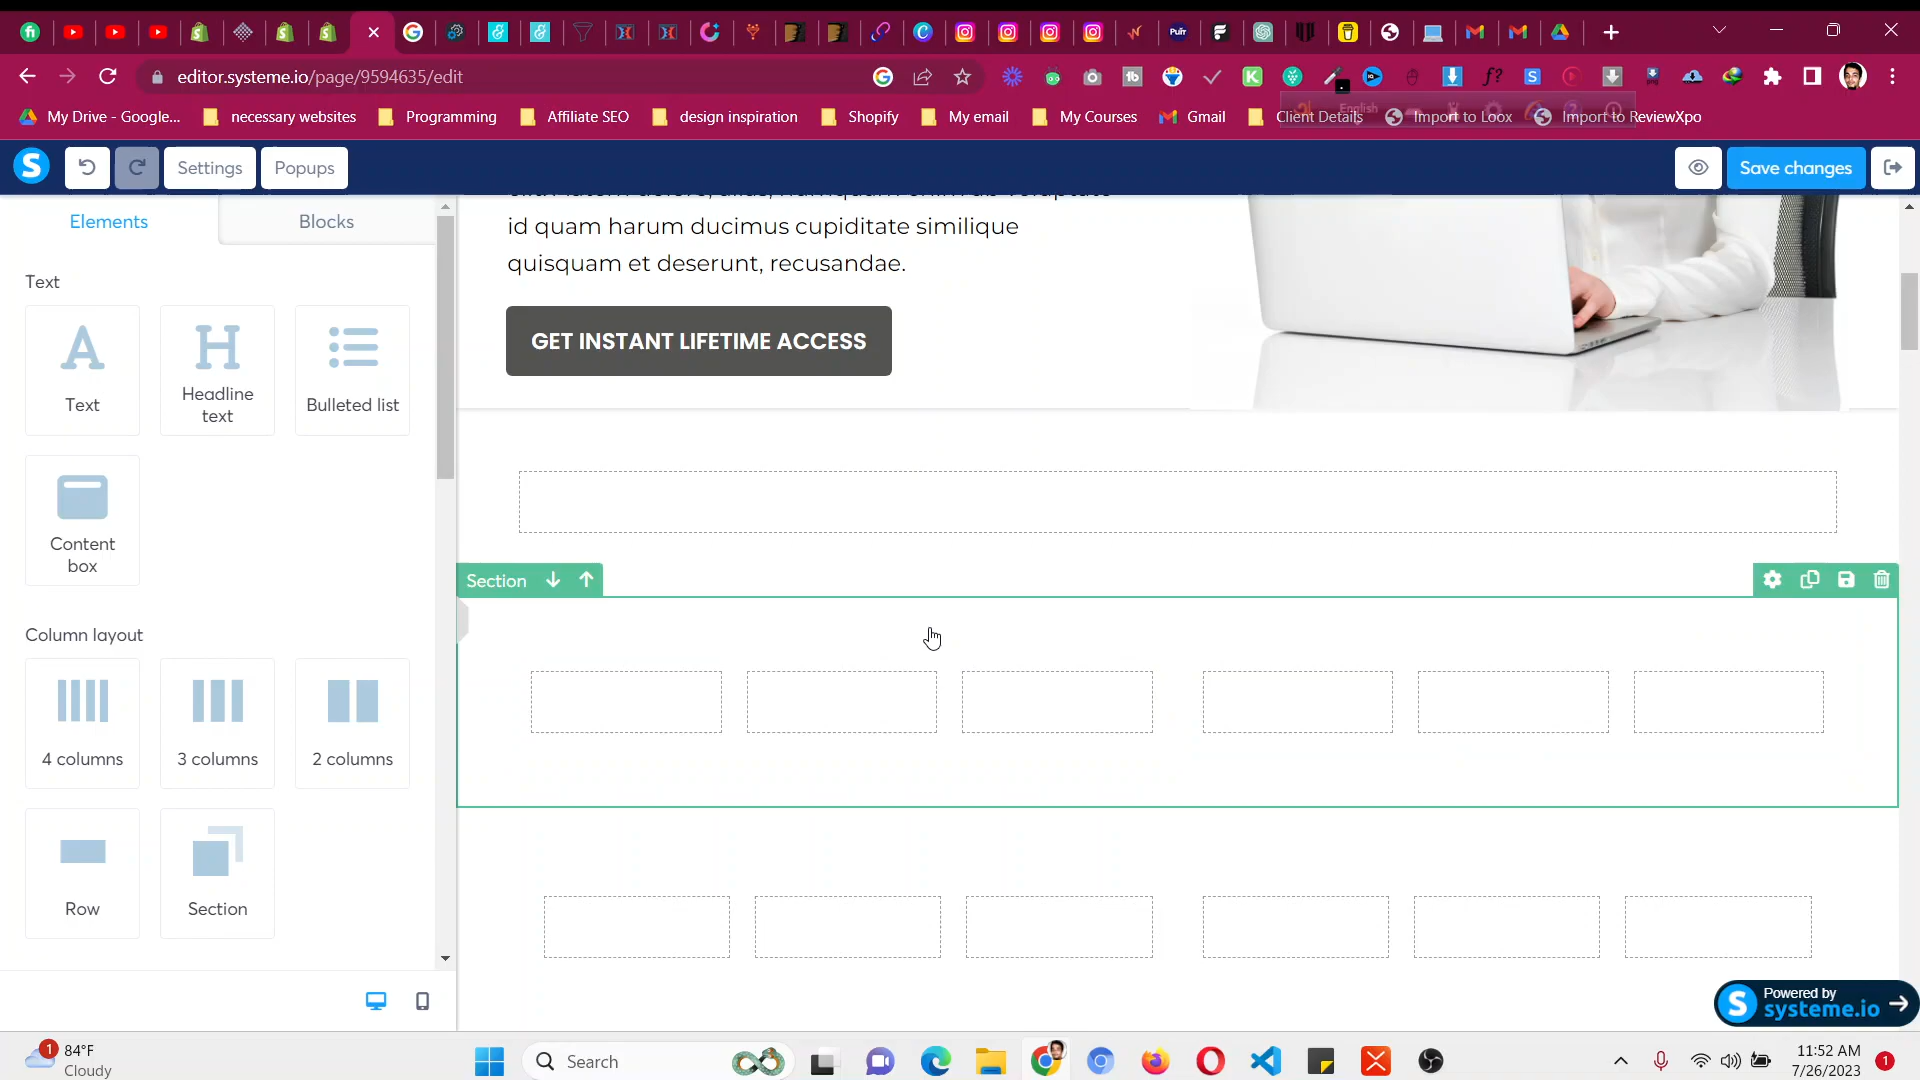 editor.systeme.io/page/9594635/edit
My Drive - Google...
necessary websites
Programming
Affiliate SEO
design inspiration
Shopify
My email
My Courses
Gmail
Client Details
Import to Loox
Import to ReviewXpo
English
Settings
Popups
Save changes
Elements
Blocks
Text
Text
Headline text
Bulleted list
Content box
Column layout
4 columns
3 columns
2 columns
Row
Section
id quam harum ducimus cupiditate similique
quisquam et deserunt, recusandae.
GET INSTANT LIFETIME ACCESS
Section
Powered by
systeme.io
84°F
Cloudy
Search
11:52 AM
7/26/2023